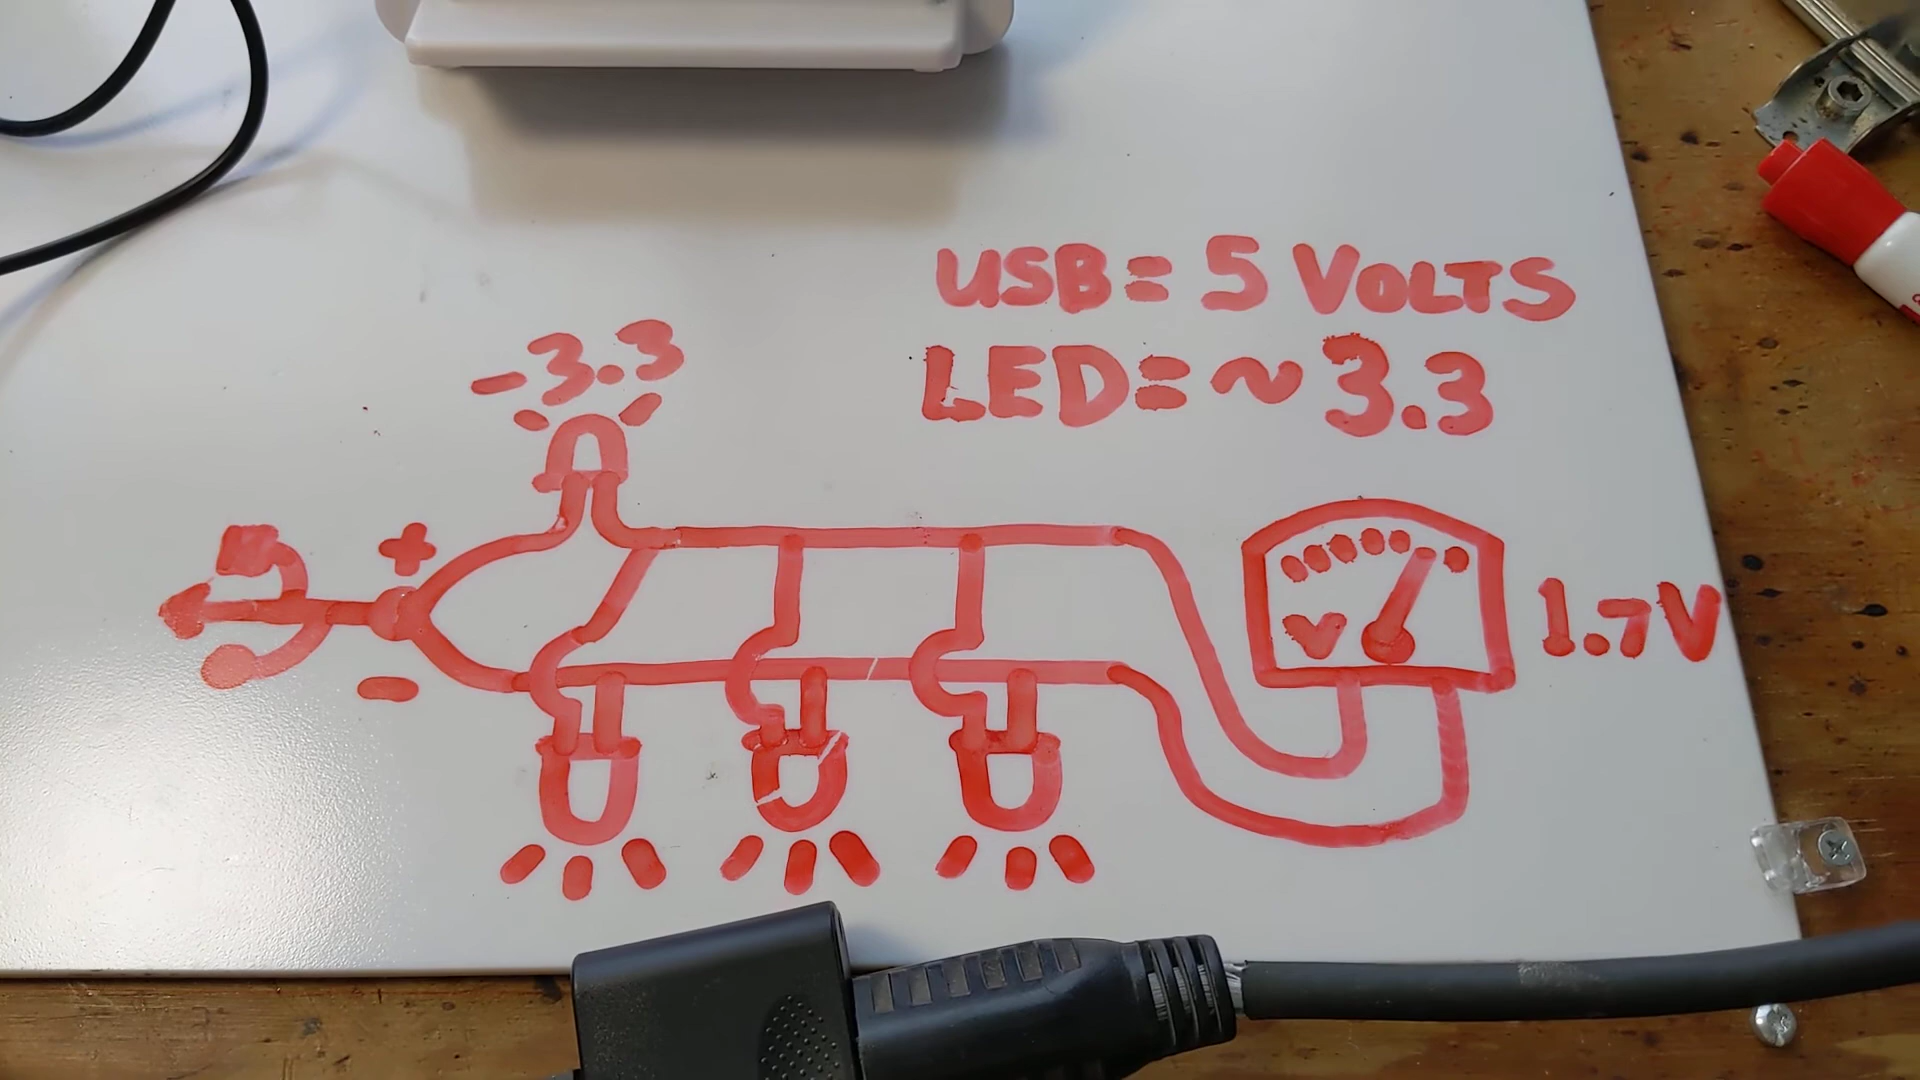 USB = 5 VOLTS
LED = ~ 3.3
-3.3
+
-
V
1.7V